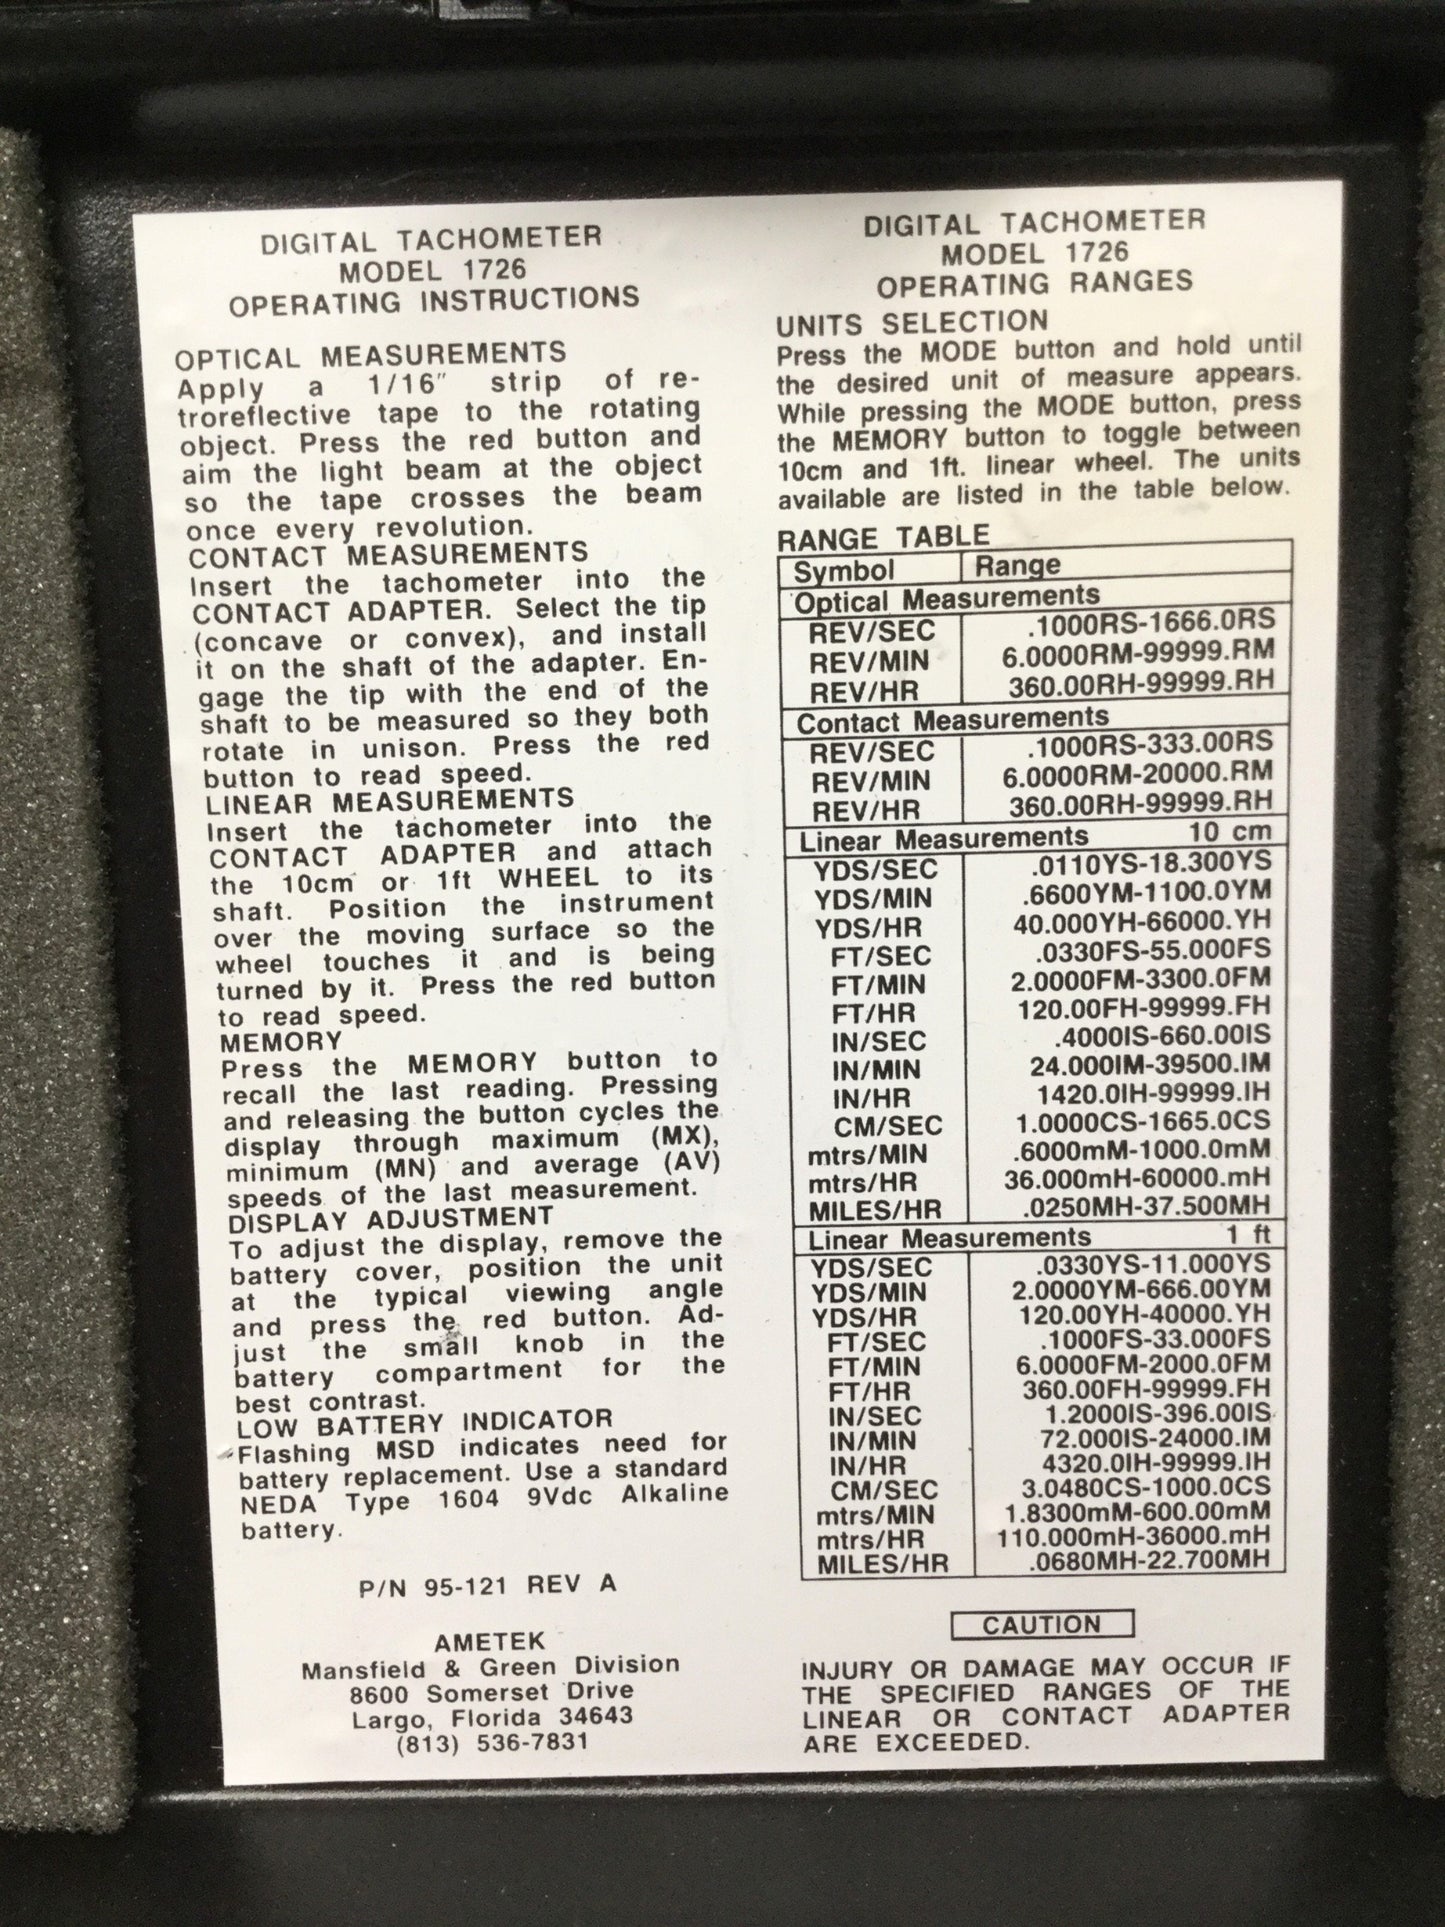 DIGITAL TACHOMETER
MODEL 1726
OPERATING INSTRUCTIONS
OPTICAL MEASUREMENTS
Apply a 1/16″ strip of re-
troreflective tape to the rotating
object. Press the red button and
aim the light beam at the object
so the tape crosses the beam
once every revolution.
CONTACT MEASUREMENTS
Insert the tachometer into the
CONTACT ADAPTER. Select the tip
(concave or convex), and install
it on the shaft of the adapter. En-
gage the tip with the end of the
shaft to be measured so they both
rotate in unison. Press the red
button to read speed.
LINEAR MEASUREMENTS
Insert the tachometer into the
CONTACT ADAPTER and attach
the 10cm or 1ft WHEEL to its
shaft. Position the instrument
over the moving surface so the
wheel touches it and is being
turned by it. Press the red button
to read speed.
MEMORY
Press the MEMORY button to
recall the last reading. Pressing
and releasing the button cycles the
display through maximum (MX),
minimum (MN) and average (AV)
speeds of the last measurement.
DISPLAY ADJUSTMENT
To adjust the display, remove the
battery cover, position the unit
at the typical viewing angle
and press the red button. Ad-
just the small knob in the
battery compartment for the
best contrast.
LOW BATTERY INDICATOR
Flashing MSD indicates need for
battery replacement. Use a standard
NEDA Type 1604 9Vdc Alkaline
battery.
P/N 95-121 REV A
AMETEK
Mansfield & Green Division
8600 Somerset Drive
Largo, Florida 34643
(813) 536-7831
DIGITAL TACHOMETER
MODEL 1726
OPERATING RANGES
UNITS SELECTION
Press the MODE button and hold until
the desired unit of measure appears.
While pressing the MODE button, press
the MEMORY button to toggle between
10cm and 1ft. linear wheel. The units
available are listed in the table below.
RANGE TABLE
Symbol Range
Optical Measurements
REV/SEC .1000RS-1666.0RS
REV/MIN 6.0000RM-99999.RM
REV/HR 360.00RH-99999.RH
Contact Measurements
REV/SEC .1000RS-333.00RS
REV/MIN 6.0000RM-20000.RM
REV/HR 360.00RH-99999.RH
Linear Measurements 10 cm
YDS/SEC .0110YS-18.300YS
YDS/MIN .6600YM-1100.0YM
YDS/HR 40.000YH-66000.YH
FT/SEC .0330FS-55.000FS
FT/MIN 2.0000FM-3300.0FM
FT/HR 120.00FH-99999.FH
IN/SEC .4000IS-660.00IS
IN/MIN 24.000IM-39500.IM
IN/HR 1420.0IH-99999.IH
CM/SEC 1.0000CS-1665.0CS
mtrs/MIN .6000mM-1000.0mM
mtrs/HR 36.000mH-60000.mH
MILES/HR .0250MH-37.500MH
Linear Measurements 1 ft
YDS/SEC .0330YS-11.000YS
YDS/MIN 2.0000YM-666.00YM
YDS/HR 120.00YH-40000.YH
FT/SEC .1000FS-33.000FS
FT/MIN 6.0000FM-2000.0FM
FT/HR 360.00FH-99999.FH
IN/SEC 1.2000IS-396.00IS
IN/MIN 72.000IS-24000.IM
IN/HR 4320.0IH-99999.IH
CM/SEC 3.0480CS-1000.0CS
mtrs/MIN 1.8300mM-600.00mM
mtrs/HR 110.000mH-36000.mH
MILES/HR .0680MH-22.700MH
CAUTION
INJURY OR DAMAGE MAY OCCUR IF
THE SPECIFIED RANGES OF THE
LINEAR OR CONTACT ADAPTER
ARE EXCEEDED.